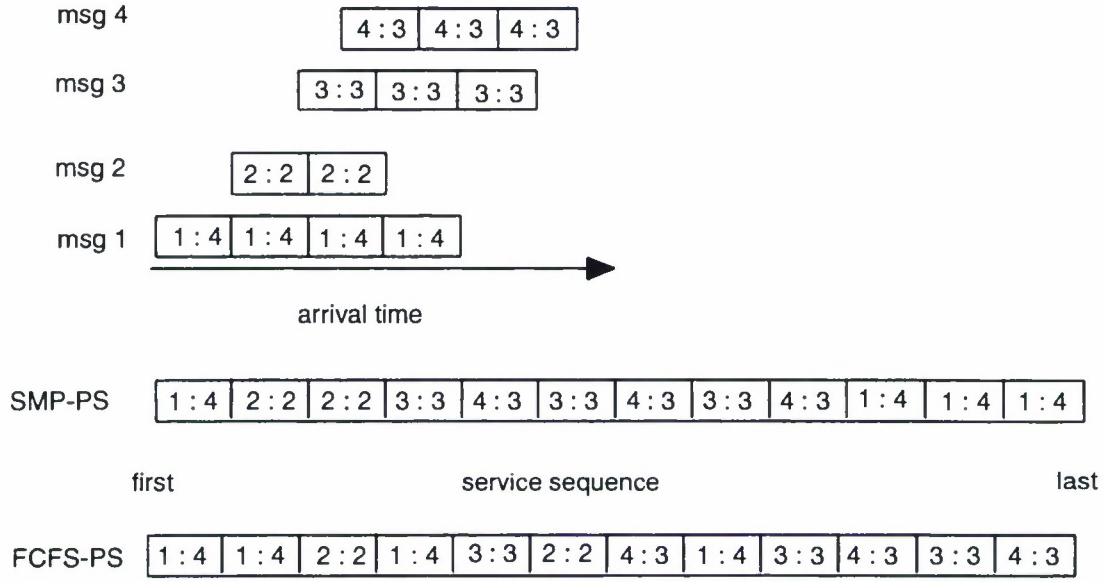 msg 4 4 : 3 4 : 3 4 : 3
msg 3 3 : 3 3 : 3 3 : 3
msg 2 2 : 2 2 : 2
msg 1 1 : 4 1 : 4 1 : 4 1 : 4
arrival time
SMP-PS 1 : 4 2 : 2 2 : 2 3 : 3 4 : 3 3 : 3 4 : 3 3 : 3 4 : 3 1 : 4 1 : 4 1 : 4
first service sequence last
FCFS-PS 1 : 4 1 : 4 2 : 2 1 : 4 3 : 3 2 : 2 4 : 3 1 : 4 3 : 3 4 : 3 3 : 3 4 : 3